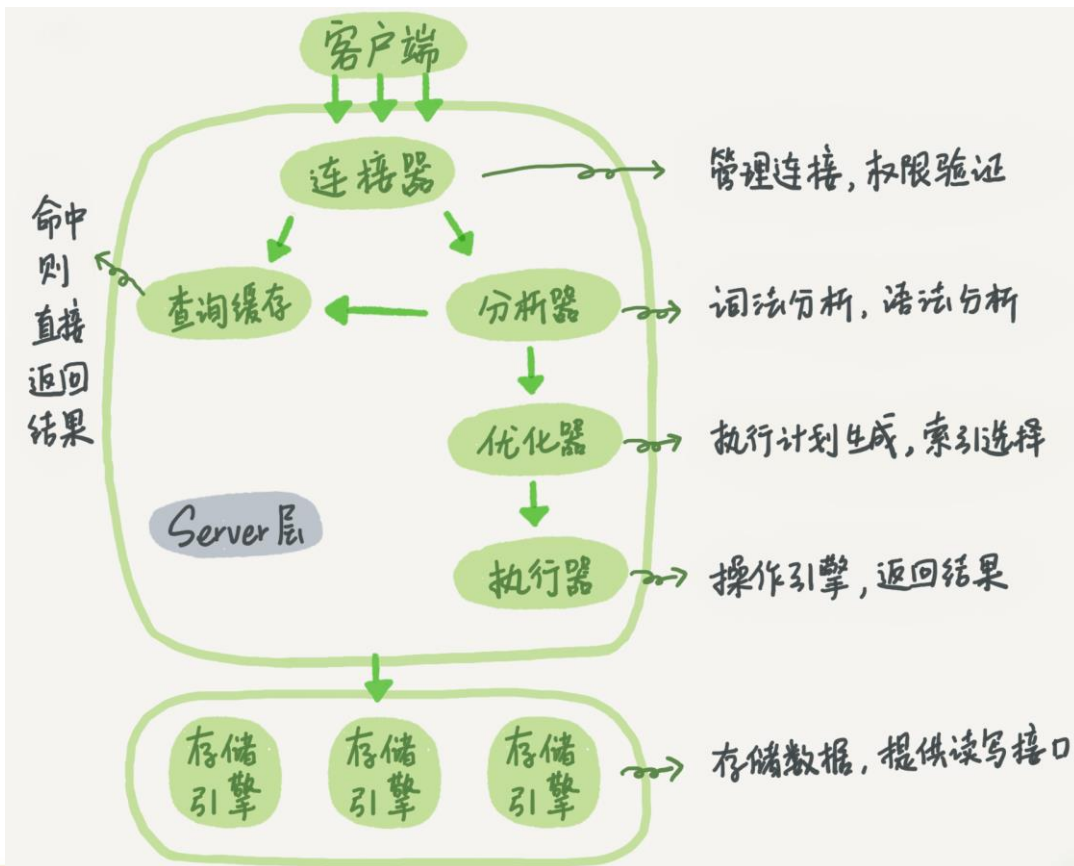 客户端
连接器
管理连接，权限验证
命中
则
直接
返回
结果
查询缓存
分析器
词法分析，语法分析
优化器
执行计划生成，索引选择
Server层
执行器
操作引擎，返回结果
存储
引擎
存储
引擎
存储
引擎
存储数据，提供读写接口